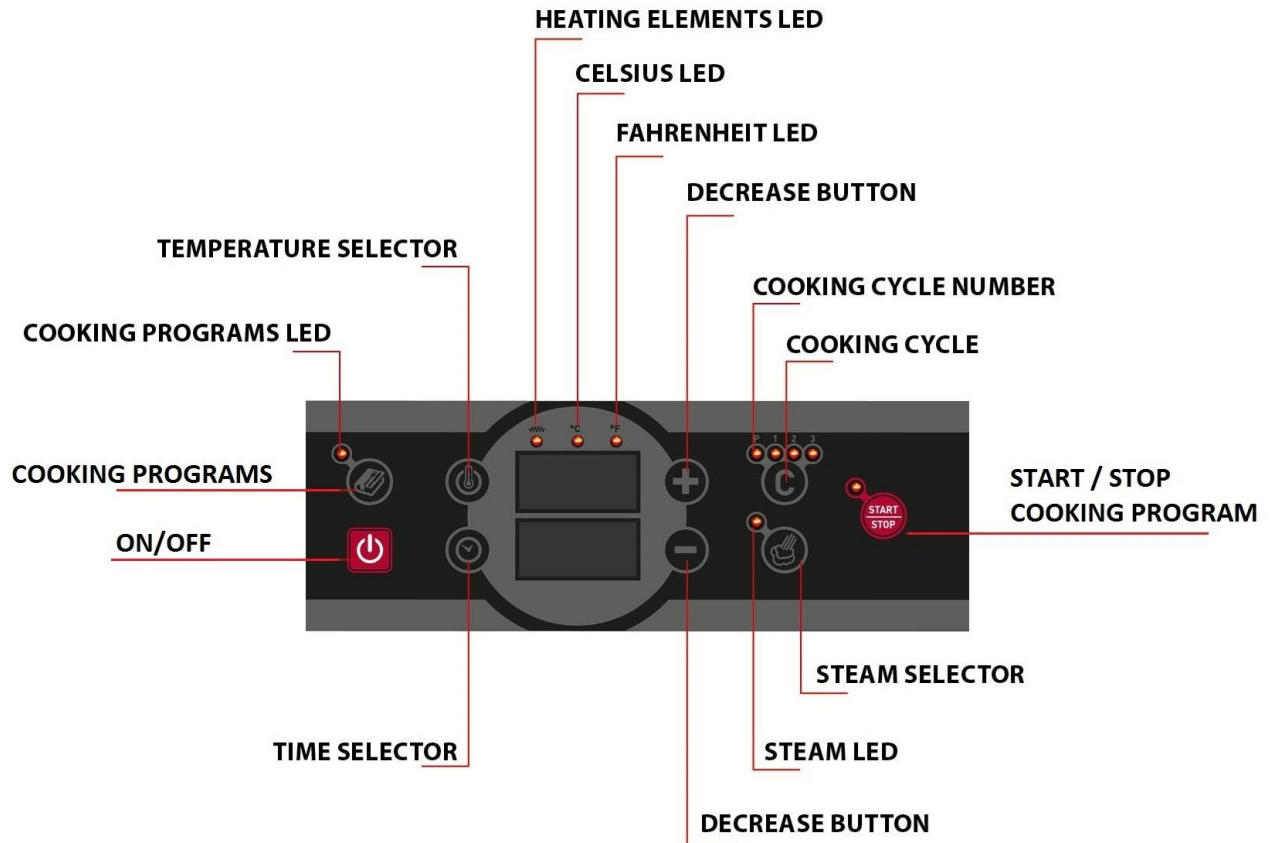 HEATING ELEMENTS LED
CELSIUS LED
FAHRENHEIT LED
DECREASE BUTTON
TEMPERATURE SELECTOR
COOKING CYCLE NUMBER
COOKING PROGRAMS LED
COOKING CYCLE
°C
°F
P 1 2 3
COOKING PROGRAMS
C
START / STOP
COOKING PROGRAM
START
STOP
ON/OFF
STEAM SELECTOR
TIME SELECTOR
STEAM LED
DECREASE BUTTON